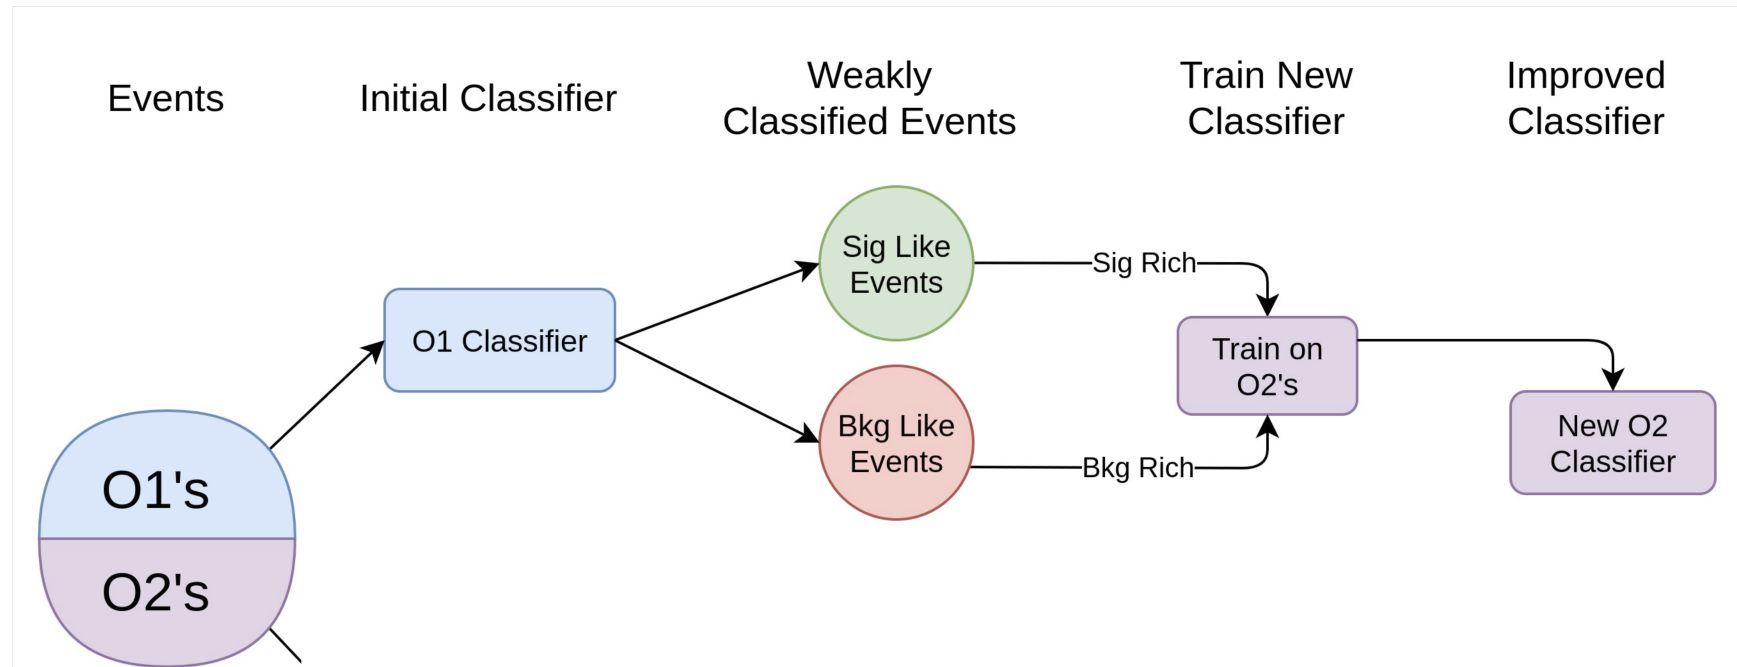 Events
Initial Classifier
Weakly
Classified Events
Train New
Classifier
Improved
Classifier
O1's
O2's
O1 Classifier
Sig Like
Events
Bkg Like
Events
Sig Rich
Bkg Rich
Train on
O2's
New O2
Classifier